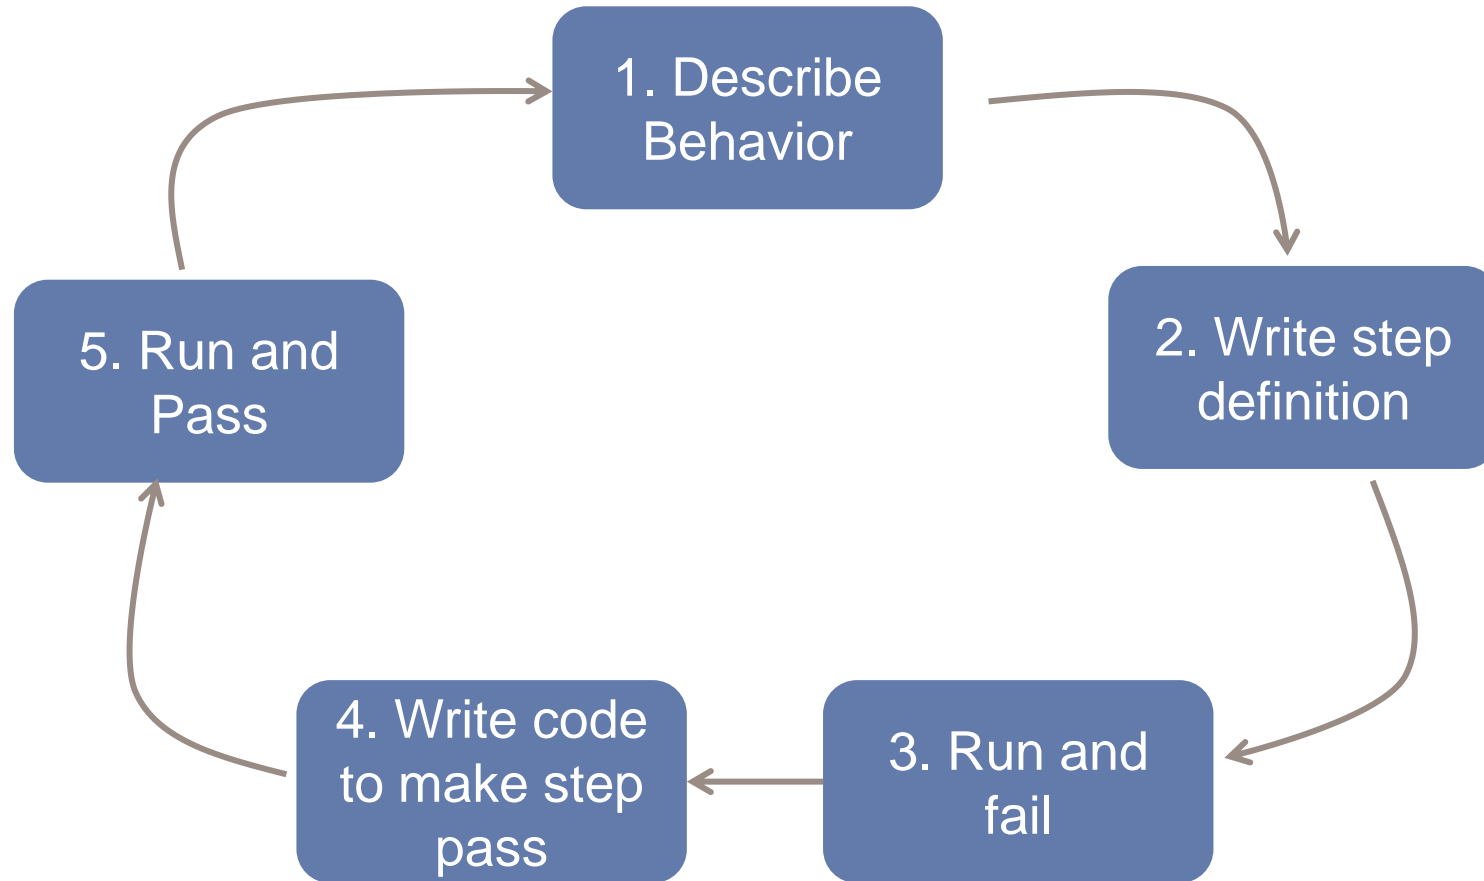 1. Describe
Behavior
2. Write step
definition
3. Run and
fail
4. Write code
to make step
pass
5. Run and
Pass